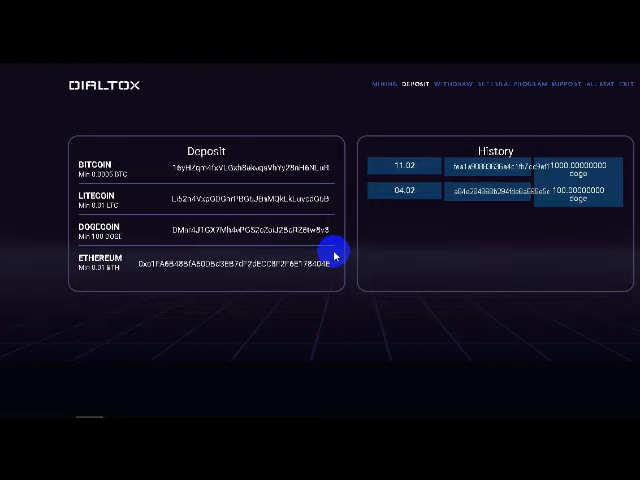 DIALTOX
MINING DEPOSIT WITHDRAW REFERRAL PROGRAM SUPPORT ALL STAT EXIT
Deposit
BITCOIN
Min 0.0005 BTC
LITECOIN
Min 0.01 LTC
DOGECOIN
Min 100 DOGE
ETHEREUM
Min 0.01 ETH
History
11.02
1000.00000000
doge
04.02
100.00000000
doge